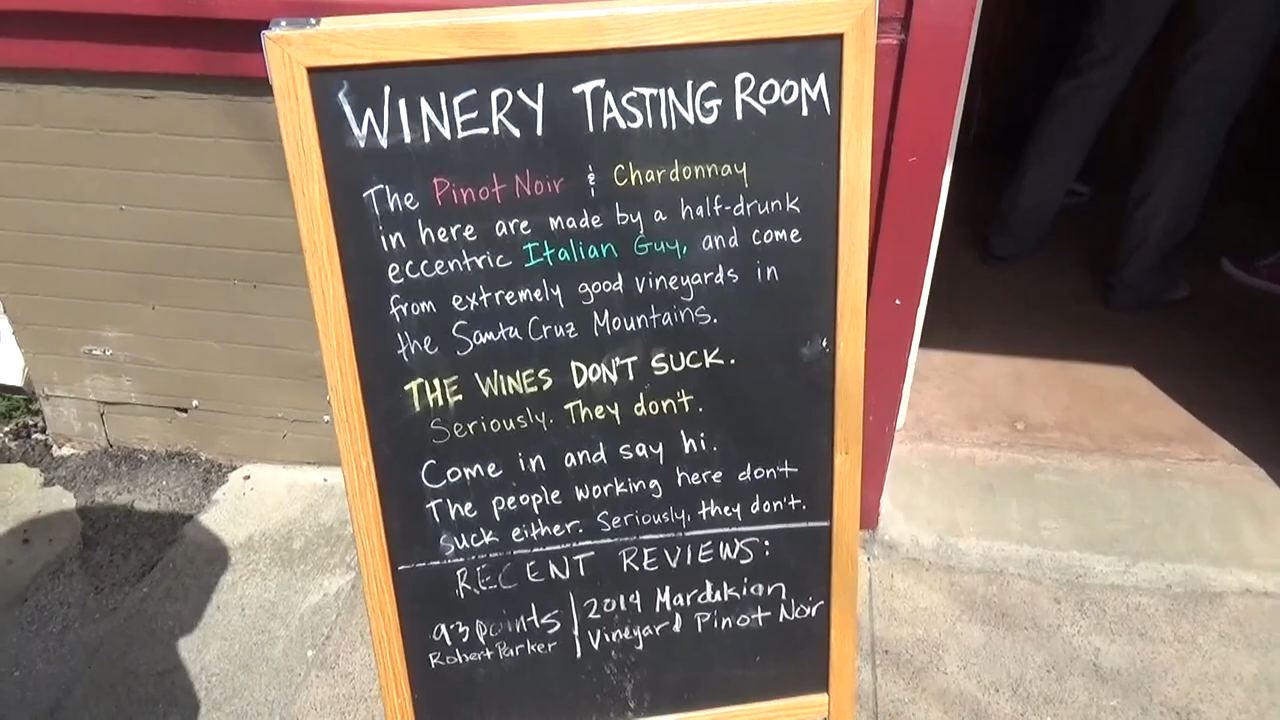 WINERY TASTING ROOM
The Pinot Noir & Chardonnay
in here are made by a half-drunk
eccentric Italian Guy, and come
from extremely good vineyards in
the Santa Cruz Mountains.
THE WINES DON'T SUCK.
Seriously. They don't.
Come in and say hi.
The people working here don't
suck either. Seriously, they don't.
RECENT REVIEWS:
93 points
Robert Parker
2014 Mardikian
Vineyard Pinot Noir